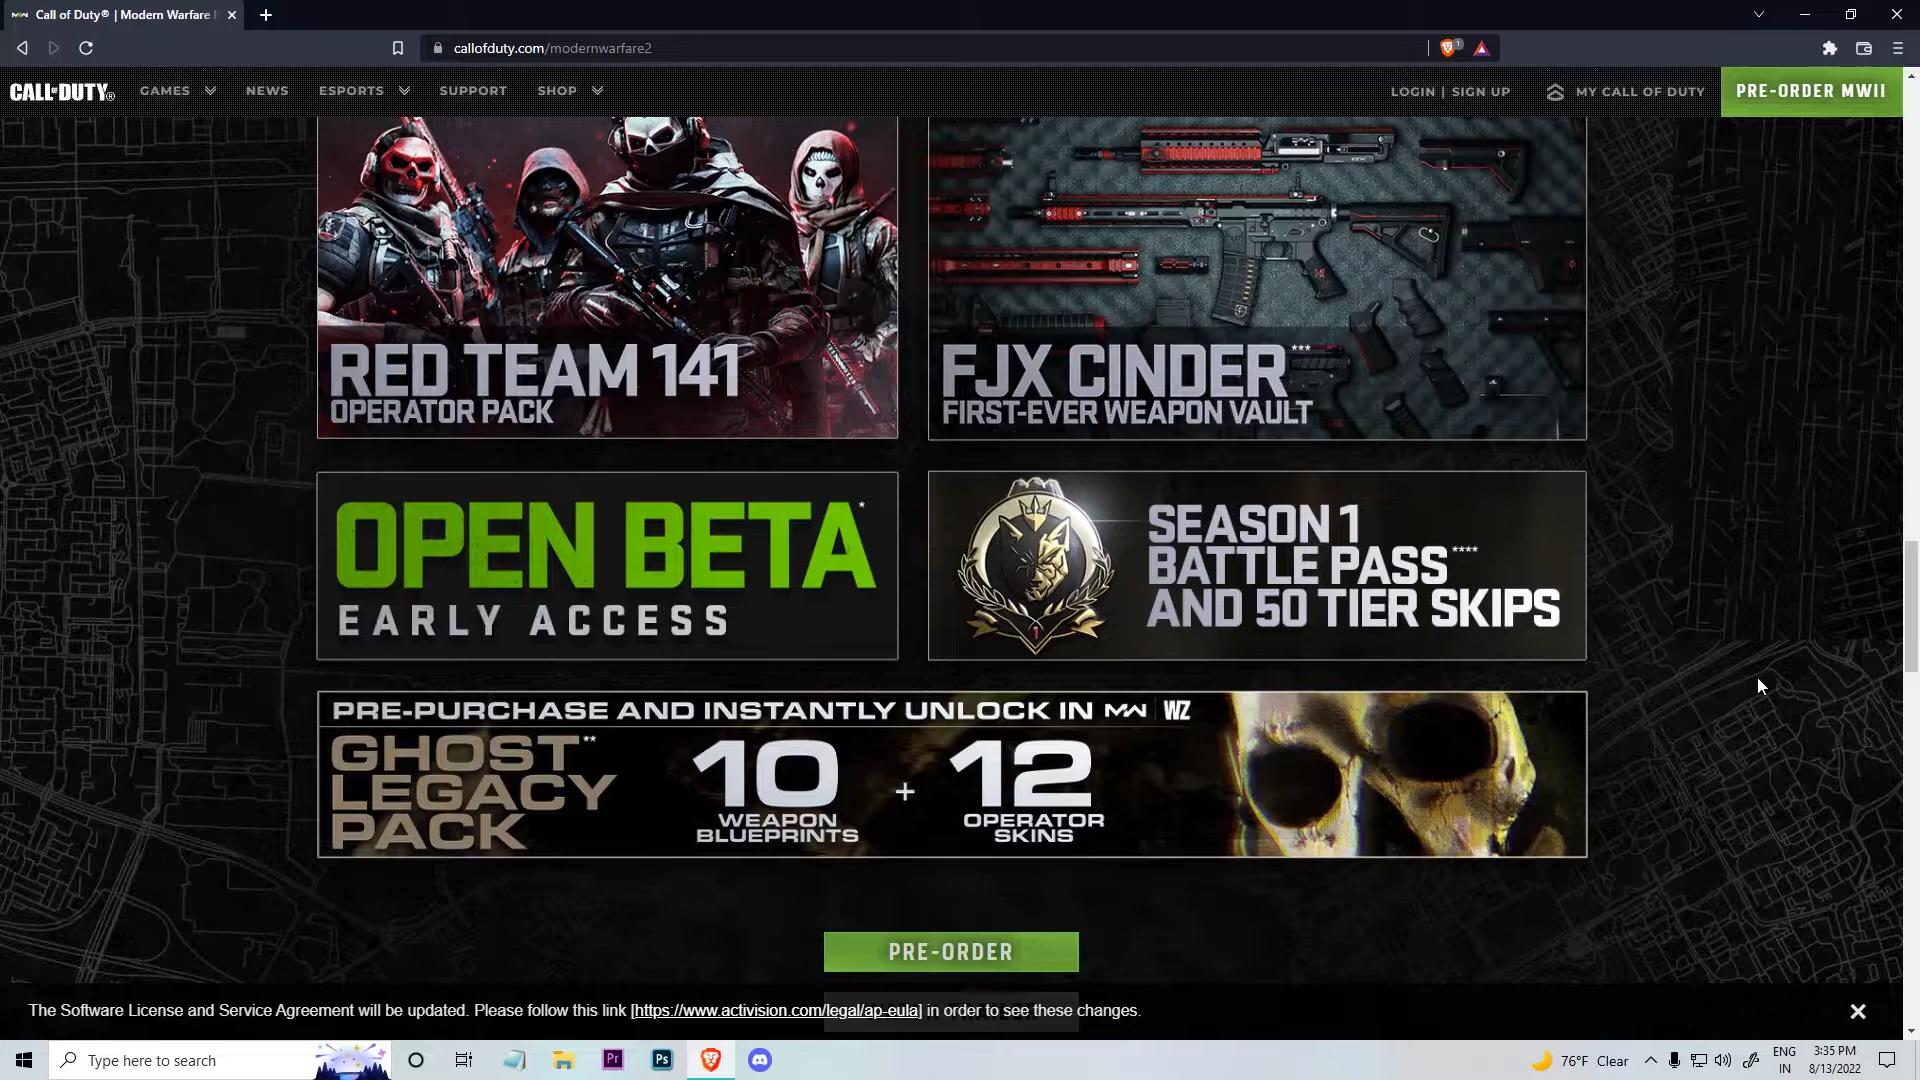 Call of Duty® | Modern Warfare I
callofduty.com/modernwarfare2
1
CALL OF DUTY®
GAMES
NEWS
ESPORTS
SUPPORT
SHOP
LOGIN | SIGN UP
MY CALL OF DUTY
PRE-ORDER MWII
RED TEAM 141
OPERATOR PACK
FJX CINDER***
FIRST-EVER WEAPON VAULT
OPEN BETA*
EARLY ACCESS
SEASON 1
BATTLE PASS****
AND 50 TIER SKIPS
PRE-PURCHASE AND INSTANTLY UNLOCK IN MW | WZ
GHOST**
LEGACY
PACK
10
WEAPON
BLUEPRINTS
+
12
OPERATOR
SKINS
PRE-ORDER
The Software License and Service Agreement will be updated. Please follow this link [https://www.activision.com/legal/ap-eula] in order to see these changes.
Type here to search
Pr
Ps
76°F Clear
ENG
IN
3:35 PM
8/13/2022